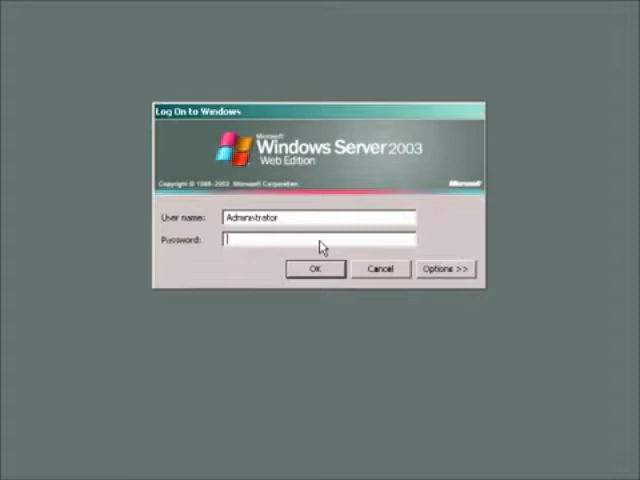 Log On to Windows
Microsoft
Windows Server 2003
Web Edition
Copyright © 1985-2003 Microsoft Corporation
Microsoft
User name: Administrator
Password:
OK Cancel Options >>